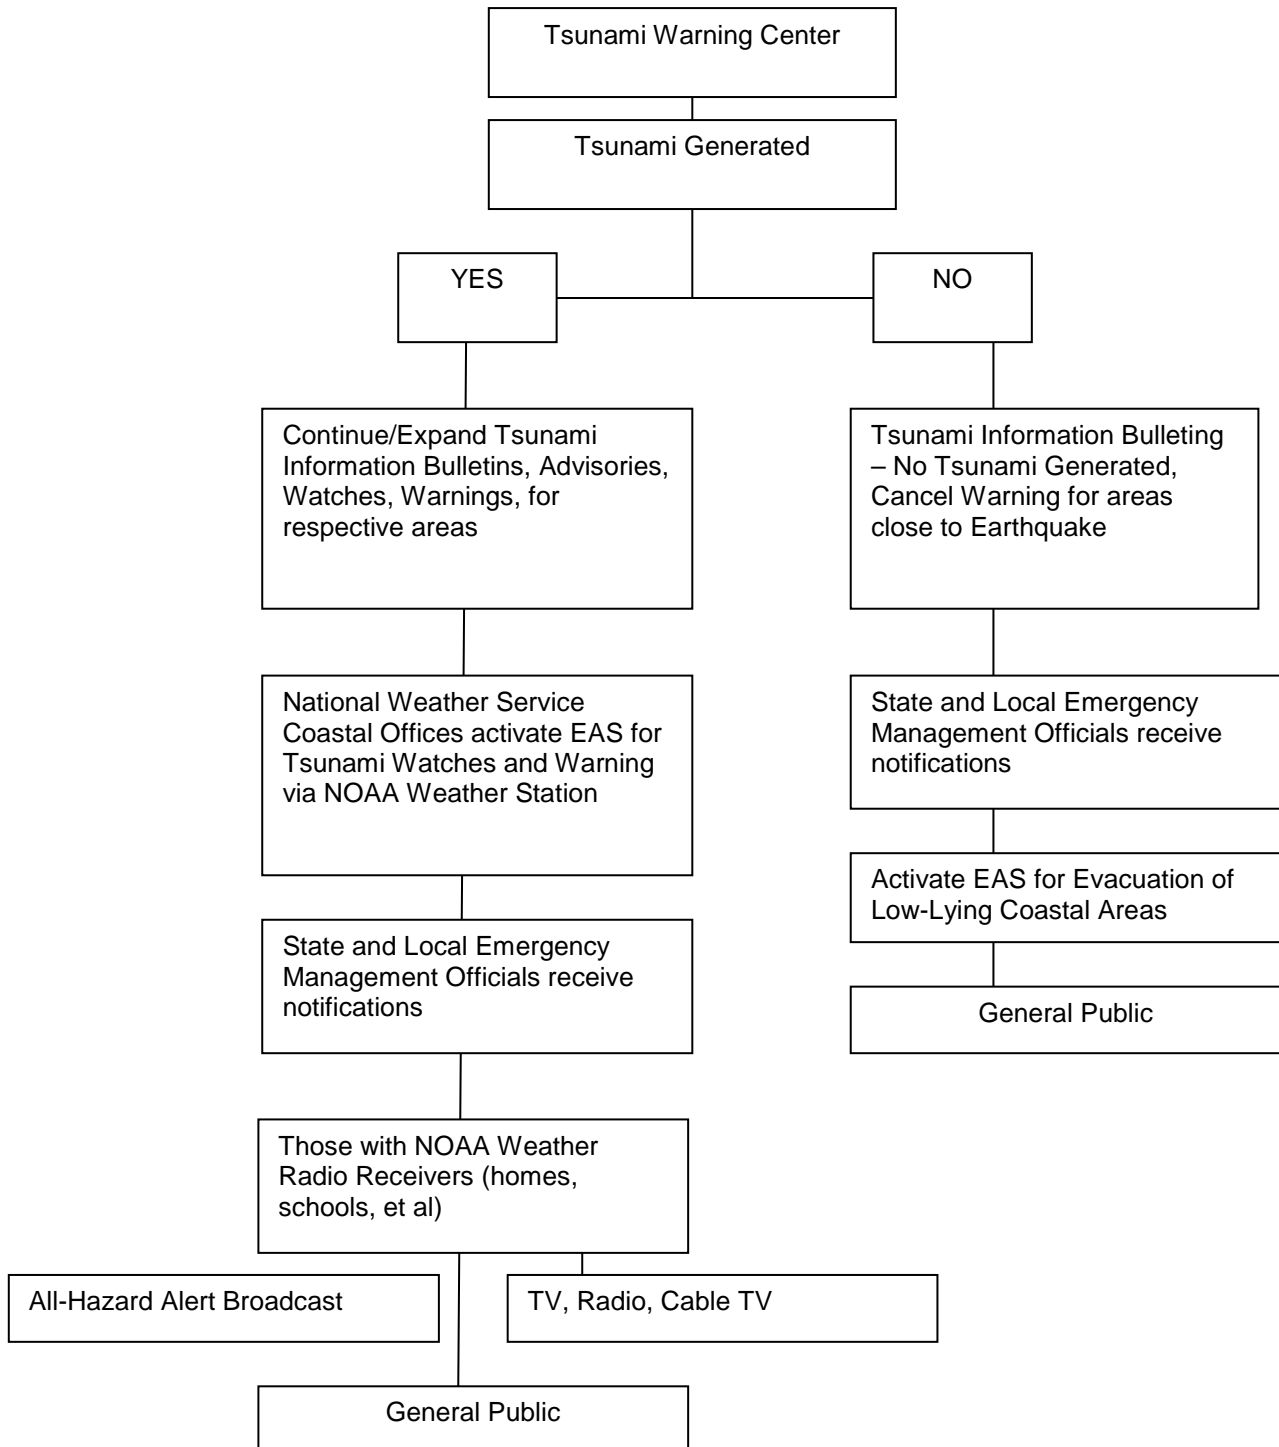 Tsunami Warning Center
Tsunami Generated
YES
NO
Continue/Expand Tsunami
Information Bulletins, Advisories,
Watches, Warnings, for
respective areas
Tsunami Information Bulleting
– No Tsunami Generated,
Cancel Warning for areas
close to Earthquake
National Weather Service
Coastal Offices activate EAS for
Tsunami Watches and Warning
via NOAA Weather Station
State and Local Emergency
Management Officials receive
notifications
Activate EAS for Evacuation of
Low-Lying Coastal Areas
State and Local Emergency
Management Officials receive
notifications
General Public
Those with NOAA Weather
Radio Receivers (homes,
schools, et al)
All-Hazard Alert Broadcast
TV, Radio, Cable TV
General Public